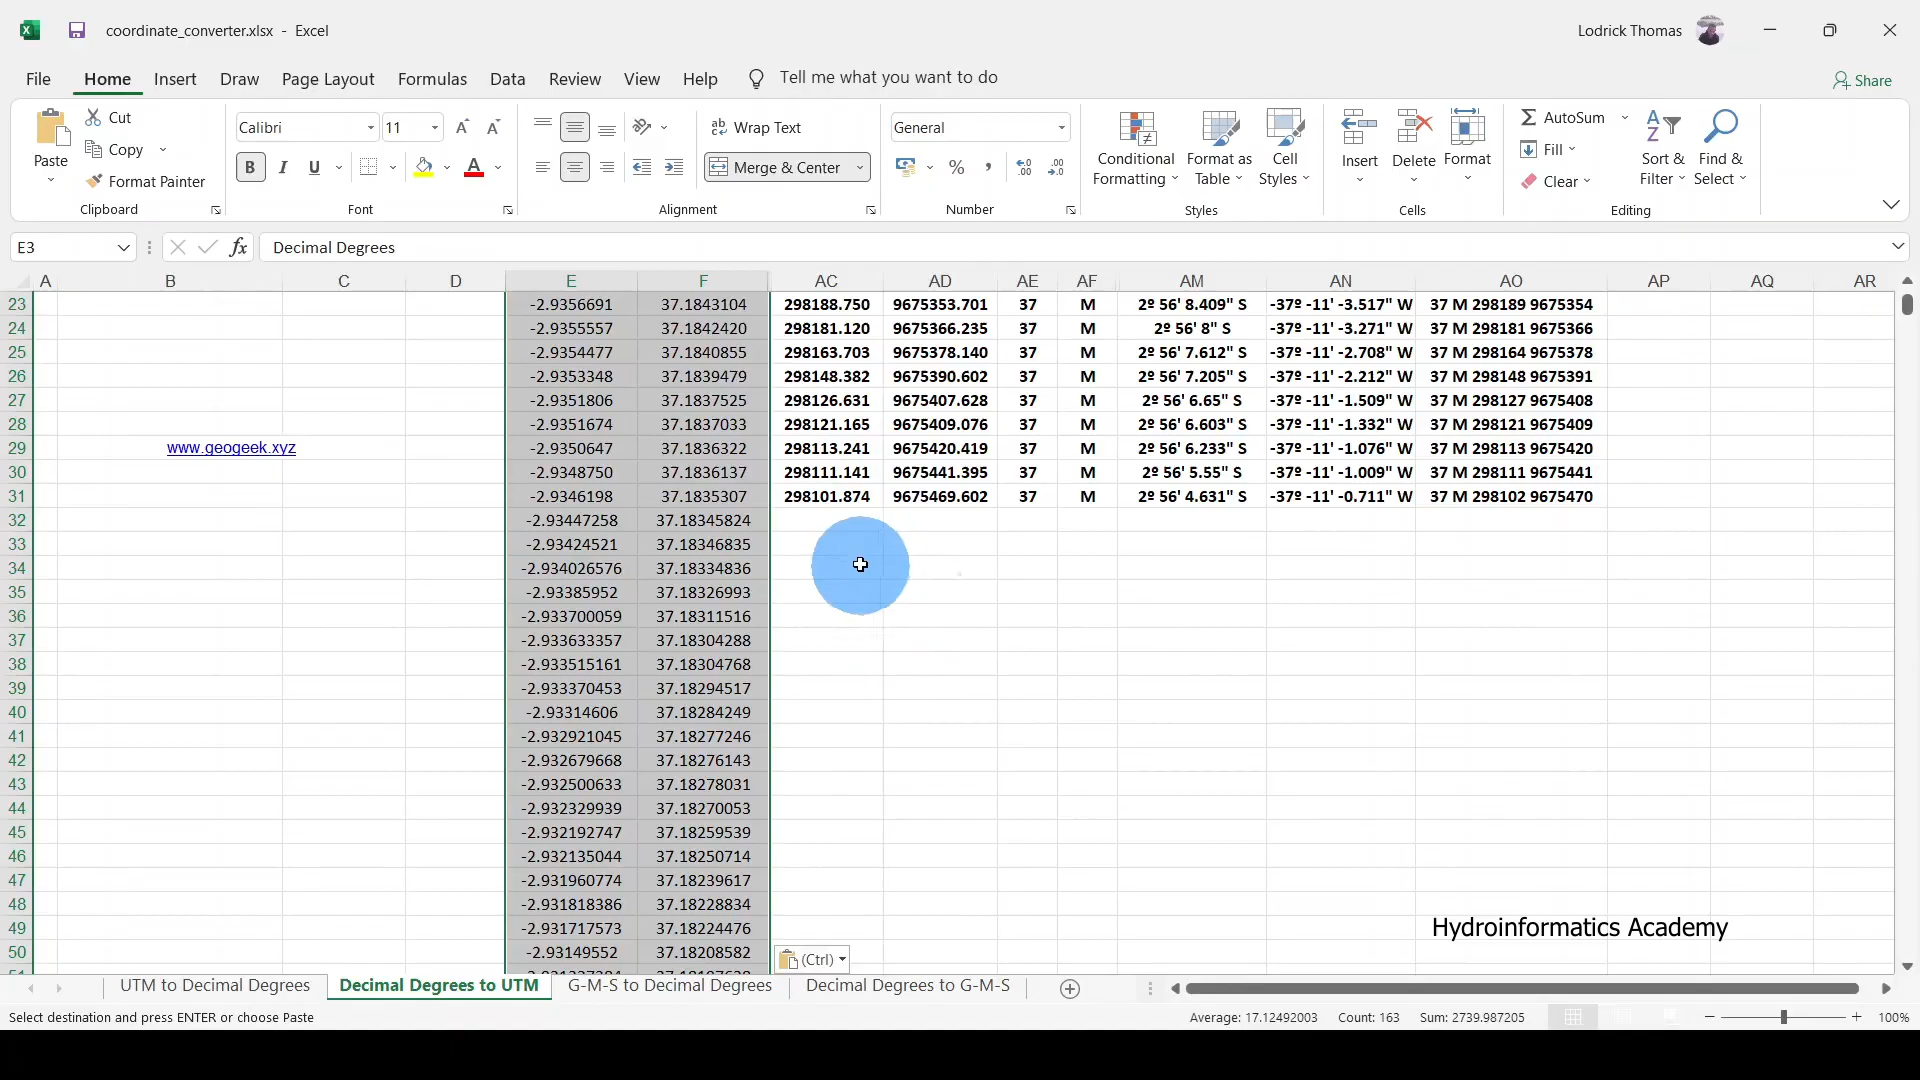 coordinate_converter.xlsx - Excel
Lodrick Thomas
File Home Insert Draw Page Layout Formulas Data Review View Help Tell me what you want to do Share
Paste Cut Copy Format Painter Clipboard
Calibri 11 B I U A Font
ab Wrap Text Merge & Center Alignment
General % , Number
Conditional Formatting Format as Table Cell Styles Styles
Insert Delete Format Cells
AutoSum Fill Clear Sort & Filter Find & Select Editing
E3 fx Decimal Degrees
A B C D E F AC AD AE AF AM AN AO AP AQ AR
23 -2.9356691 37.1843104 298188.750 9675353.701 37 M 2º 56' 8.409" S -37º -11' -3.517" W 37 M 298189 9675354
24 -2.9355557 37.1842420 298181.120 9675366.235 37 M 2º 56' 8" S -37º -11' -3.271" W 37 M 298181 9675366
25 -2.9354477 37.1840855 298163.703 9675378.140 37 M 2º 56' 7.612" S -37º -11' -2.708" W 37 M 298164 9675378
26 -2.9353348 37.1839479 298148.382 9675390.602 37 M 2º 56' 7.205" S -37º -11' -2.212" W 37 M 298148 9675391
27 -2.9351806 37.1837525 298126.631 9675407.628 37 M 2º 56' 6.65" S -37º -11' -1.509" W 37 M 298127 9675408
28 -2.9351674 37.1837033 298121.165 9675409.076 37 M 2º 56' 6.603" S -37º -11' -1.332" W 37 M 298121 9675409
29 www.geogeek.xyz -2.9350647 37.1836322 298113.241 9675420.419 37 M 2º 56' 6.233" S -37º -11' -1.076" W 37 M 298113 9675420
30 -2.9348750 37.1836137 298111.141 9675441.395 37 M 2º 56' 5.55" S -37º -11' -1.009" W 37 M 298111 9675441
31 -2.9346198 37.1835307 298101.874 9675469.602 37 M 2º 56' 4.631" S -37º -11' -0.711" W 37 M 298102 9675470
32 -2.93447258 37.18345824
33 -2.93424521 37.18346835
34 -2.934026576 37.18334836
35 -2.93385952 37.18326993
36 -2.933700059 37.18311516
37 -2.933633357 37.18304288
38 -2.933515161 37.18304768
39 -2.933370453 37.18294517
40 -2.93314606 37.18284249
41 -2.932921045 37.18277246
42 -2.932679668 37.18276143
43 -2.932500633 37.18278031
44 -2.932329939 37.18270053
45 -2.932192747 37.18259539
46 -2.932135044 37.18250714
47 -2.931960774 37.18239617
48 -2.931818386 37.18228834
49 -2.931717573 37.18224476
Hydroinformatics Academy
50 -2.93149552 37.18208582 (Ctrl)
UTM to Decimal Degrees Decimal Degrees to UTM G-M-S to Decimal Degrees Decimal Degrees to G-M-S
Select destination and press ENTER or choose Paste Average: 17.12492003 Count: 163 Sum: 2739.987205 100%